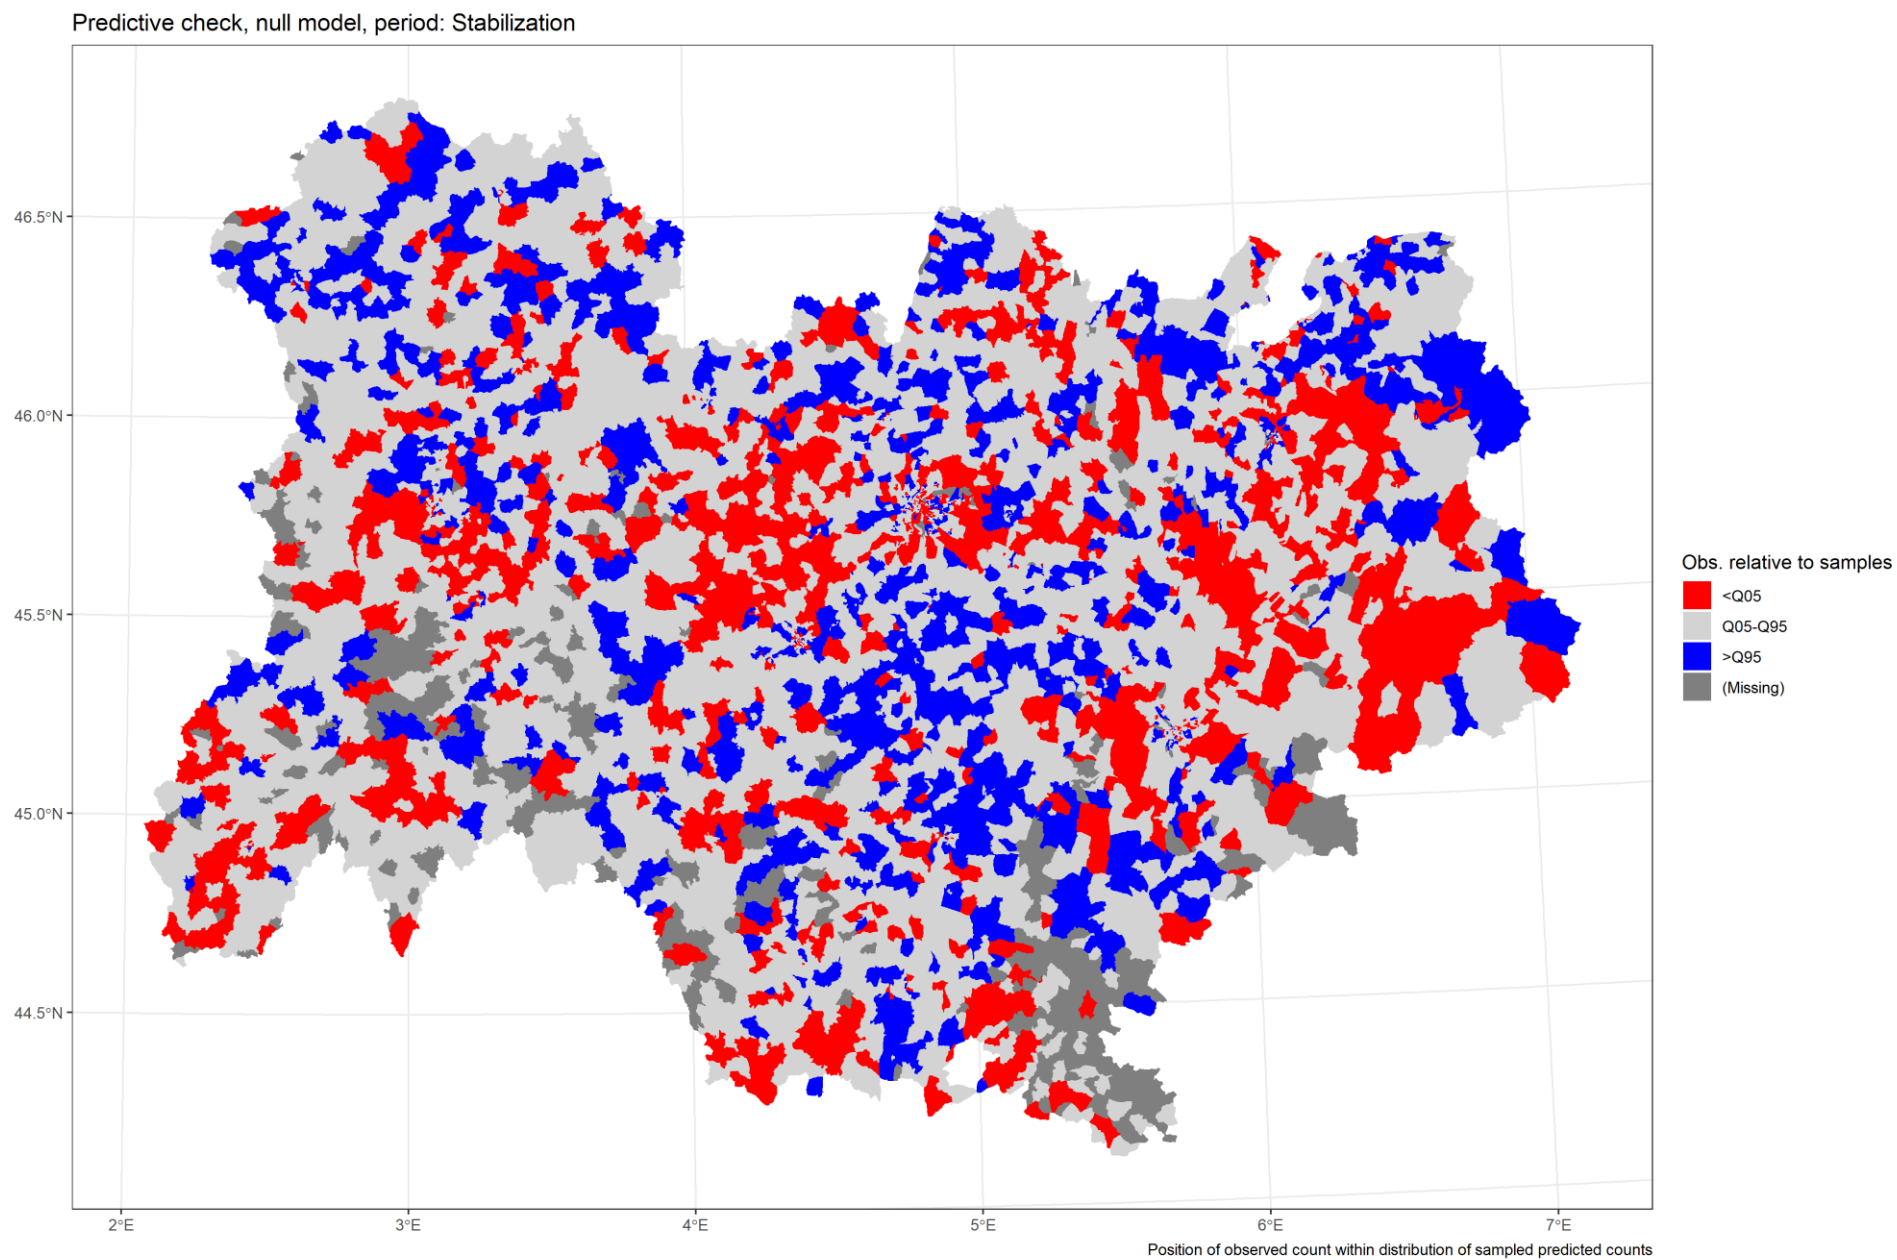 Predictive check, null model, period: Stabilization
46.5°N
46.0°N
45.5°N
45.0°N
44.5°N
2°E
3°E
4°E
5°E
6°E
7°E
Obs. relative to samples
<Q05
Q05-Q95
>Q95
(Missing)
Position of observed count within distribution of sampled predicted counts